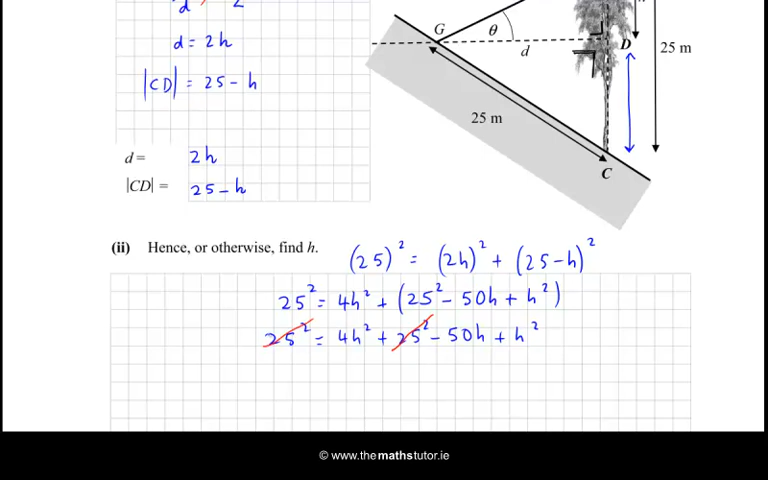 d 2
d = 2h
|CD| = 25 - h
G
θ
d
D
25 m
25 m
C
d = 2h
|CD| = 25 - h
(ii) Hence, or otherwise, find h. (25)² = (2h)² + (25-h)²
25² = 4h² + (25² - 50h + h²)
25² = 4h² + 25² - 50h + h²
© www.themathstutor.ie